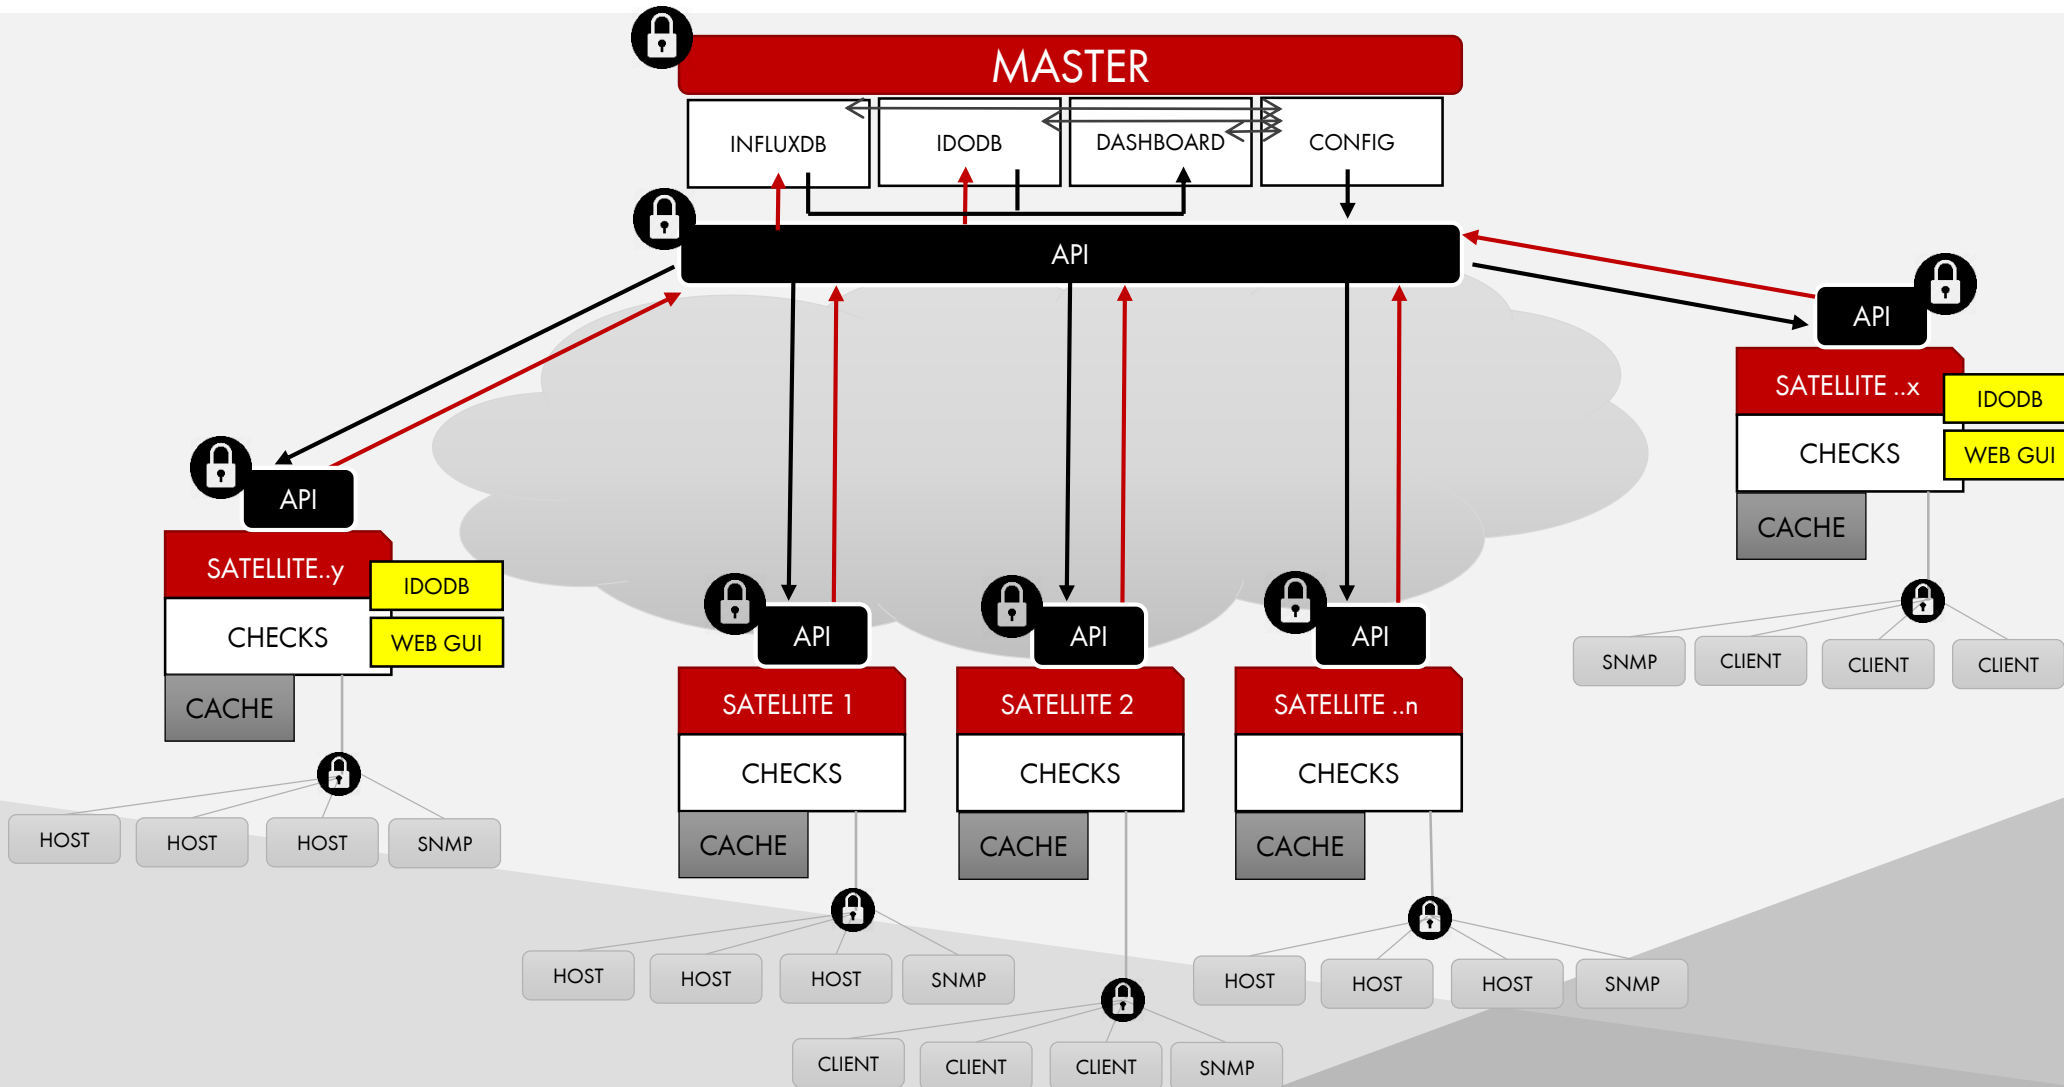 MASTER
INFLUXDB
IDODB
DASHBOARD
CONFIG
API
API
SATELLITE ..x
IDODB
CHECKS
WEB GUI
CACHE
SNMP
CLIENT
CLIENT
CLIENT
API
SATELLITE..y
IDODB
CHECKS
WEB GUI
CACHE
HOST
HOST
HOST
SNMP
API
SATELLITE 1
CHECKS
CACHE
HOST
HOST
HOST
SNMP
API
SATELLITE 2
CHECKS
CACHE
CLIENT
CLIENT
CLIENT
SNMP
API
SATELLITE ..n
CHECKS
CACHE
HOST
HOST
HOST
SNMP